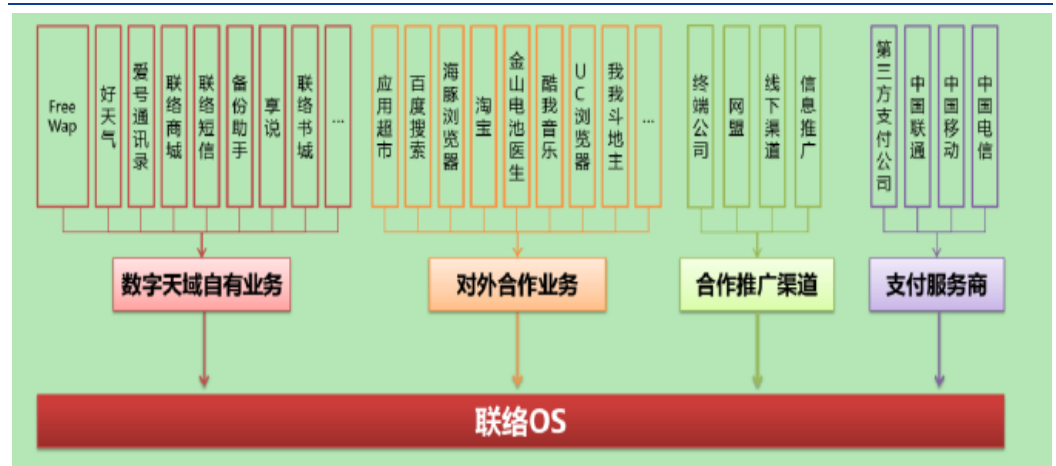 Free
Wap
好天气
爱号通讯录
联络商城
联络短信
备份助手
享说
联络书城
...
应用超市
百度搜索
海豚浏览器
淘宝
金山电池医生
酷我音乐
UC浏览器
我我斗地主
...
终端公司
网盟
线下渠道
信息推广
第三方支付公司
中国联通
中国移动
中国电信
数字天域自有业务
对外合作业务
合作推广渠道
支付服务商
联络OS